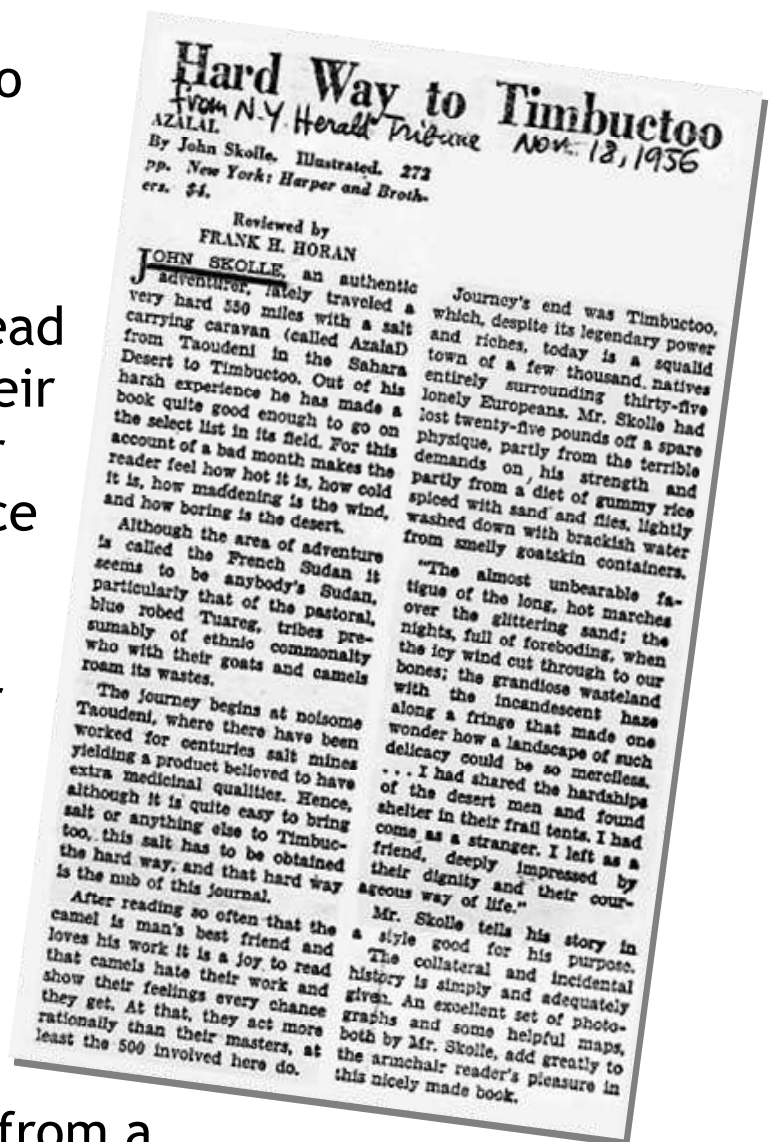 o
ead
eir
r
ce
r
from a
Hard Way to Timbuctoo
from N.Y. Herald Tribune Nov. 18, 1956
AZALAI.
By John Skolle. Illustrated. 272
pp. New York: Harper and Broth-
ers. $4.
Reviewed by
FRANK H. HORAN
JOHN SKOLLE, an authentic
adventurer, lately traveled a
very hard 550 miles with a salt
carrying caravan (called AzalaD
from Taoudeni in the Sahara
Desert to Timbuctoo. Out of his
harsh experience he has made a
book quite good enough to go on
the select list in its field. For this
account of a bad month makes the
reader feel how hot it is, how cold
it is, how maddening is the wind,
and how boring is the desert.
Although the area of adventure
is called the French Sudan it
seems to be anybody's Sudan,
particularly that of the pastoral,
blue robed Tuareg, tribes pre-
sumably of ethnic commonalty
who with their goats and camels
roam its wastes.
The journey begins at noisome
Taoudeni, where there have been
worked for centuries salt mines
yielding a product believed to have
extra medicinal qualities. Hence,
although it is quite easy to bring
salt or anything else to Timbuc-
too, this salt has to be obtained
the hard way, and that hard way
is the nub of this journal.
After reading so often that the
camel is man's best friend and
loves his work it is a joy to read
that camels hate their work and
show their feelings every chance
they get. At that, they act more
rationally than their masters, at
least the 500 involved here do.
Journey's end was Timbuctoo,
which, despite its legendary power
and riches, today is a squalid
town of a few thousand natives
entirely surrounding thirty-five
lonely Europeans. Mr. Skolle had
lost twenty-five pounds off a spare
physique, partly from the terrible
demands on his strength and
partly from a diet of gummy rice
spiced with sand and flies, lightly
washed down with brackish water
from smelly goatskin containers.
"The almost unbearable fa-
tigue of the long, hot marches
over the glittering sand; the
nights, full of foreboding, when
the icy wind cut through to our
bones; the grandiose wasteland
with the incandescent haze
along a fringe that made one
wonder how a landscape of such
delicacy could be so merciless.
. . . I had shared the hardships
of the desert men and found
shelter in their frail tents. I had
come as a stranger. I left as a
friend, deeply impressed by
their dignity and their cour-
ageous way of life."
Mr. Skolle tells his story in
a style good for his purpose.
The collateral and incidental
history is simply and adequately
given. An excellent set of photo-
graphs and some helpful maps,
both by Mr. Skolle, add greatly to
the armchair reader's pleasure in
this nicely made book.